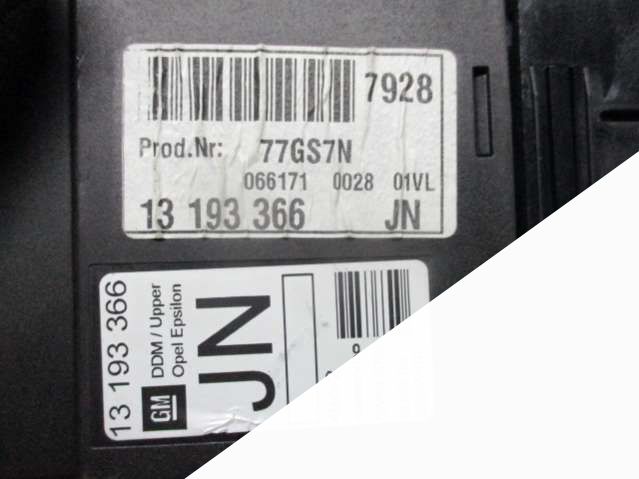 7928
Prod.Nr: 77GS7N
066171 0028 01VL
13 193 366 JN
13 193 366
GM
DDM / Upper
Opel Epsilon
JN